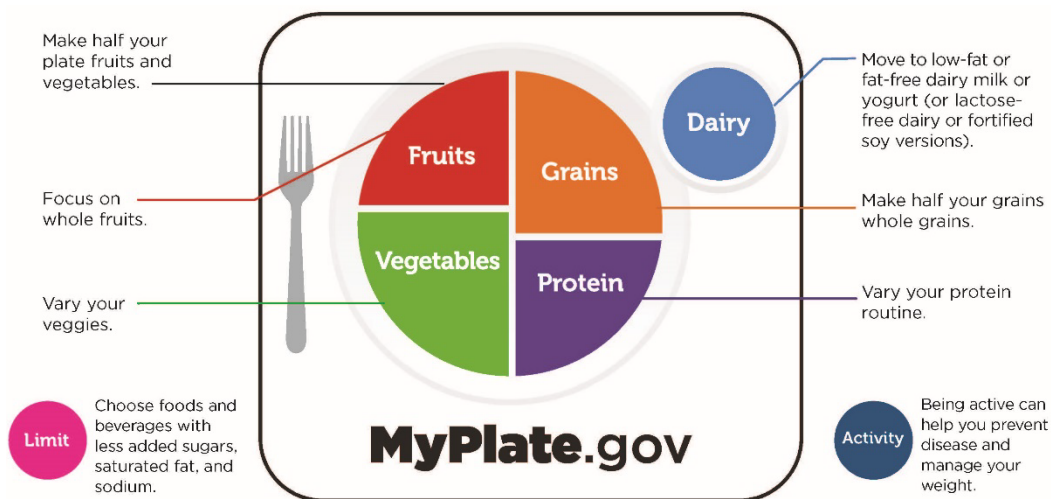 Make half your
plate fruits and
vegetables.
Focus on
whole fruits.
Vary your
veggies.
Fruits
Grains
Vegetables
Protein
Dairy
Move to low-fat or
fat-free dairy milk or
yogurt (or lactose-
free dairy or fortified
soy versions).
Make half your grains
whole grains.
Vary your protein
routine.
Limit
Choose foods and
beverages with
less added sugars,
saturated fat, and
sodium.
MyPlate.gov
Activity
Being active can
help you prevent
disease and
manage your
weight.